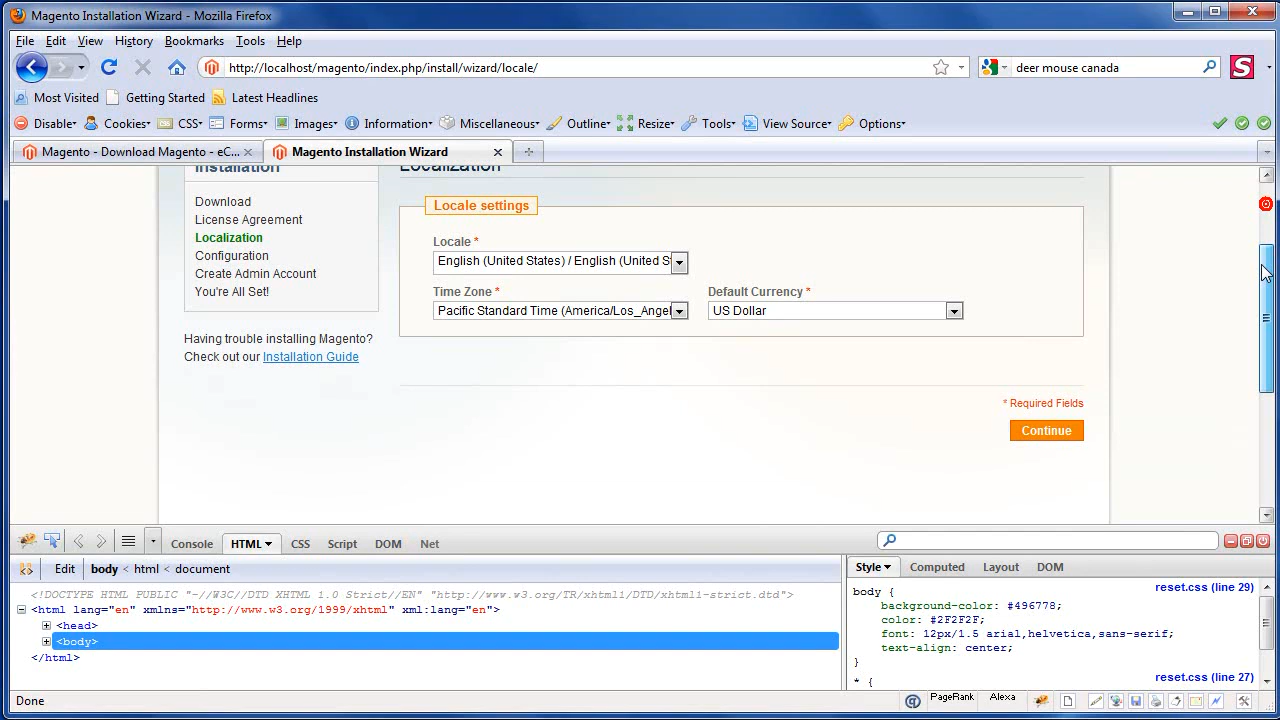 Magento Installation Wizard - Mozilla Firefox
File Edit View History Bookmarks Tools Help
http://localhost/magento/index.php/install/wizard/locale/
deer mouse canada
S
Most Visited Getting Started Latest Headlines
Disable Cookies CSS Forms Images Information Miscellaneous Outline Resize Tools View Source Options
Magento - Download Magento - eC... Magento Installation Wizard
Installation
Localization
Download
License Agreement
Localization
Configuration
Create Admin Account
You're All Set!
Having trouble installing Magento?
Check out our Installation Guide
Locale settings
Locale *
English (United States) / English (United S
Time Zone * Default Currency *
Pacific Standard Time (America/Los_Angel US Dollar
* Required Fields
Continue
Console HTML CSS Script DOM Net
Edit body < html < document
<!DOCTYPE HTML PUBLIC "-//W3C//DTD XHTML 1.0 Strict//EN" "http://www.w3.org/TR/xhtml1/DTD/xhtml1-strict.dtd">
<html lang="en" xmlns="http://www.w3.org/1999/xhtml" xml:lang="en">
<head>
<body>
</html>
Style Computed Layout DOM
reset.css (line 29)
body {
background-color: #496778;
color: #2F2F2F;
font: 12px/1.5 arial,helvetica,sans-serif;
text-align: center;
}
reset.css (line 27)
* {
Done
PageRank Alexa